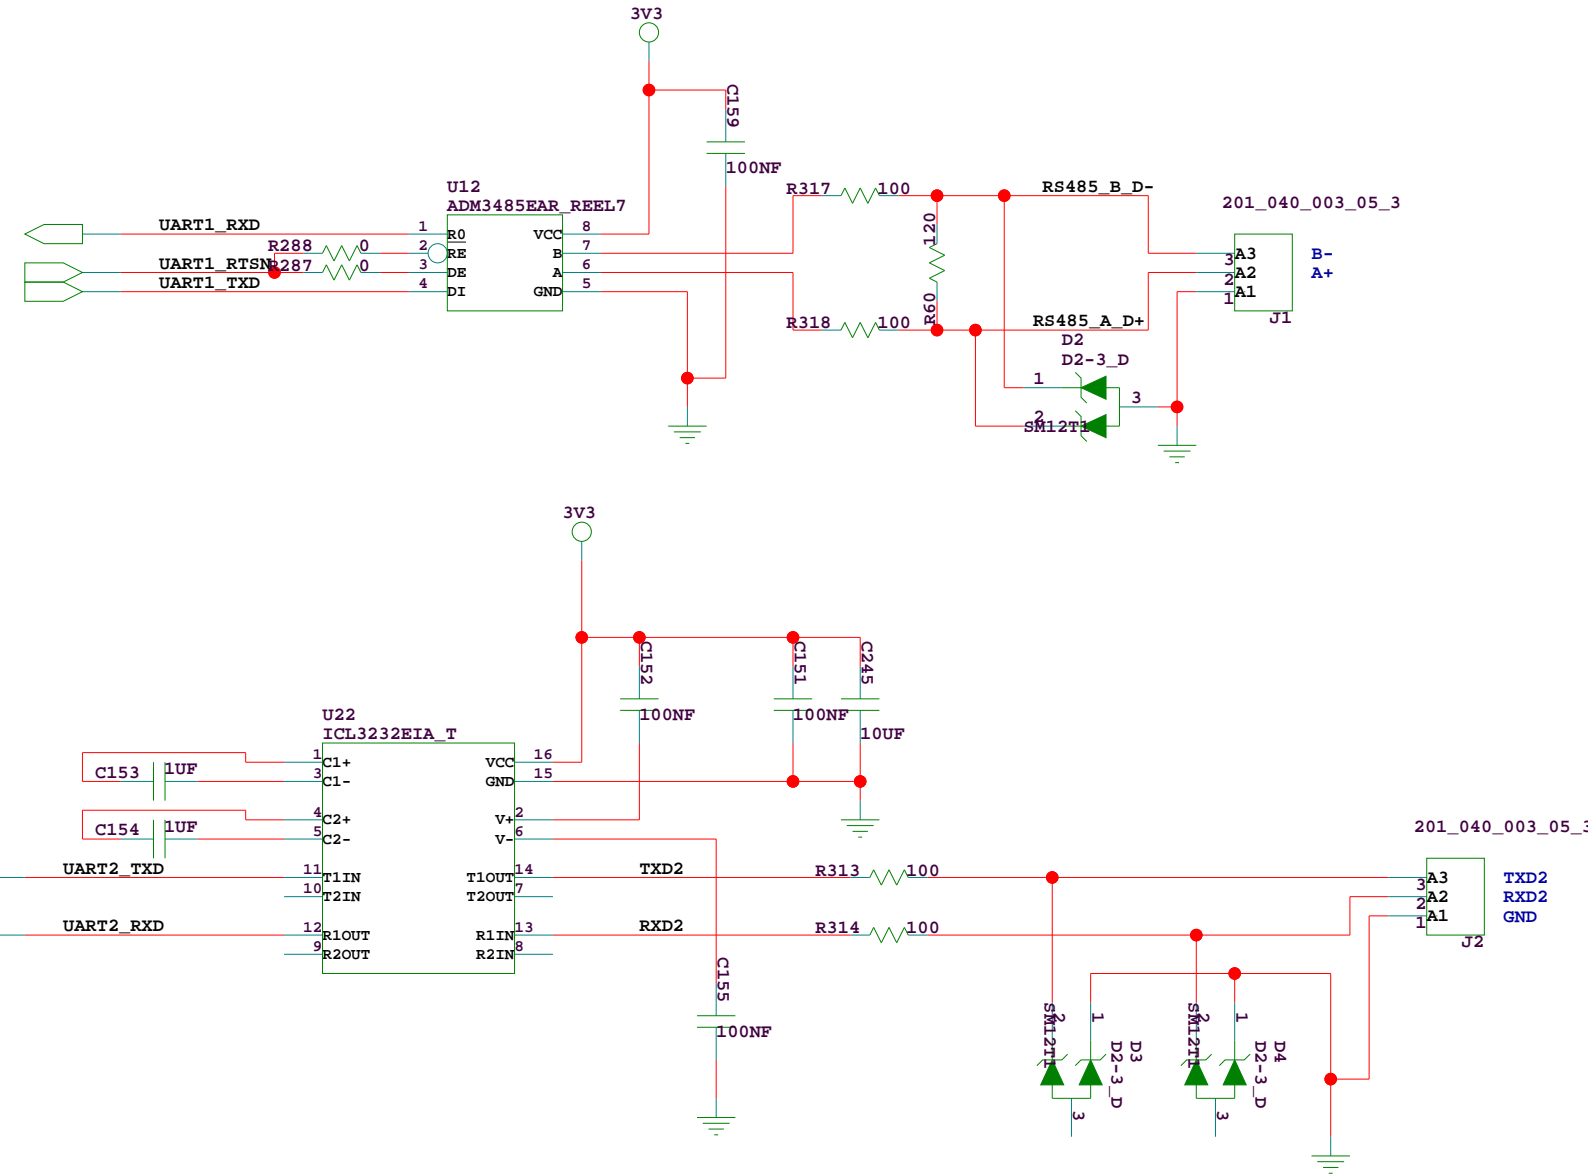 3V3
C159
100NF
U12
ADM3485EAR_REEL7
R317 100
RS485_B_D-
201_040_003_05_3
UART1_RXD
1 R0
VCC 8
R288 0
2 RE
B 7
120
A3 3
B-
UART1_RTSN
R287 0
3 DE
A 6
A2 2
A+
UART1_TXD
4 DI
GND 5
A1 1
R60
R318 100
RS485_A_D+
J1
D2
D2-3_D
1
3
2
SM12T1
3V3
C152
C151
C245
100NF
100NF
10UF
U22
ICL3232EIA_T
1 C1+
VCC 16
C153 1UF
3 C1-
GND 15
4 C2+
V+ 2
C154 1UF
5 C2-
V- 6
201_040_003_05_3
UART2_TXD
11 T1IN
T1OUT 14
TXD2
R313 100
A3 3
TXD2
10 T2IN
T2OUT 7
A2 2
RXD2
A1 1
GND
UART2_RXD
12 R1OUT
R1IN 13
RXD2
R314 100
J2
9 R2OUT
R2IN 8
C155
100NF
SM12T1
2
1
D3
D2-3_D
3
SM12T1
2
1
D4
D2-3_D
3